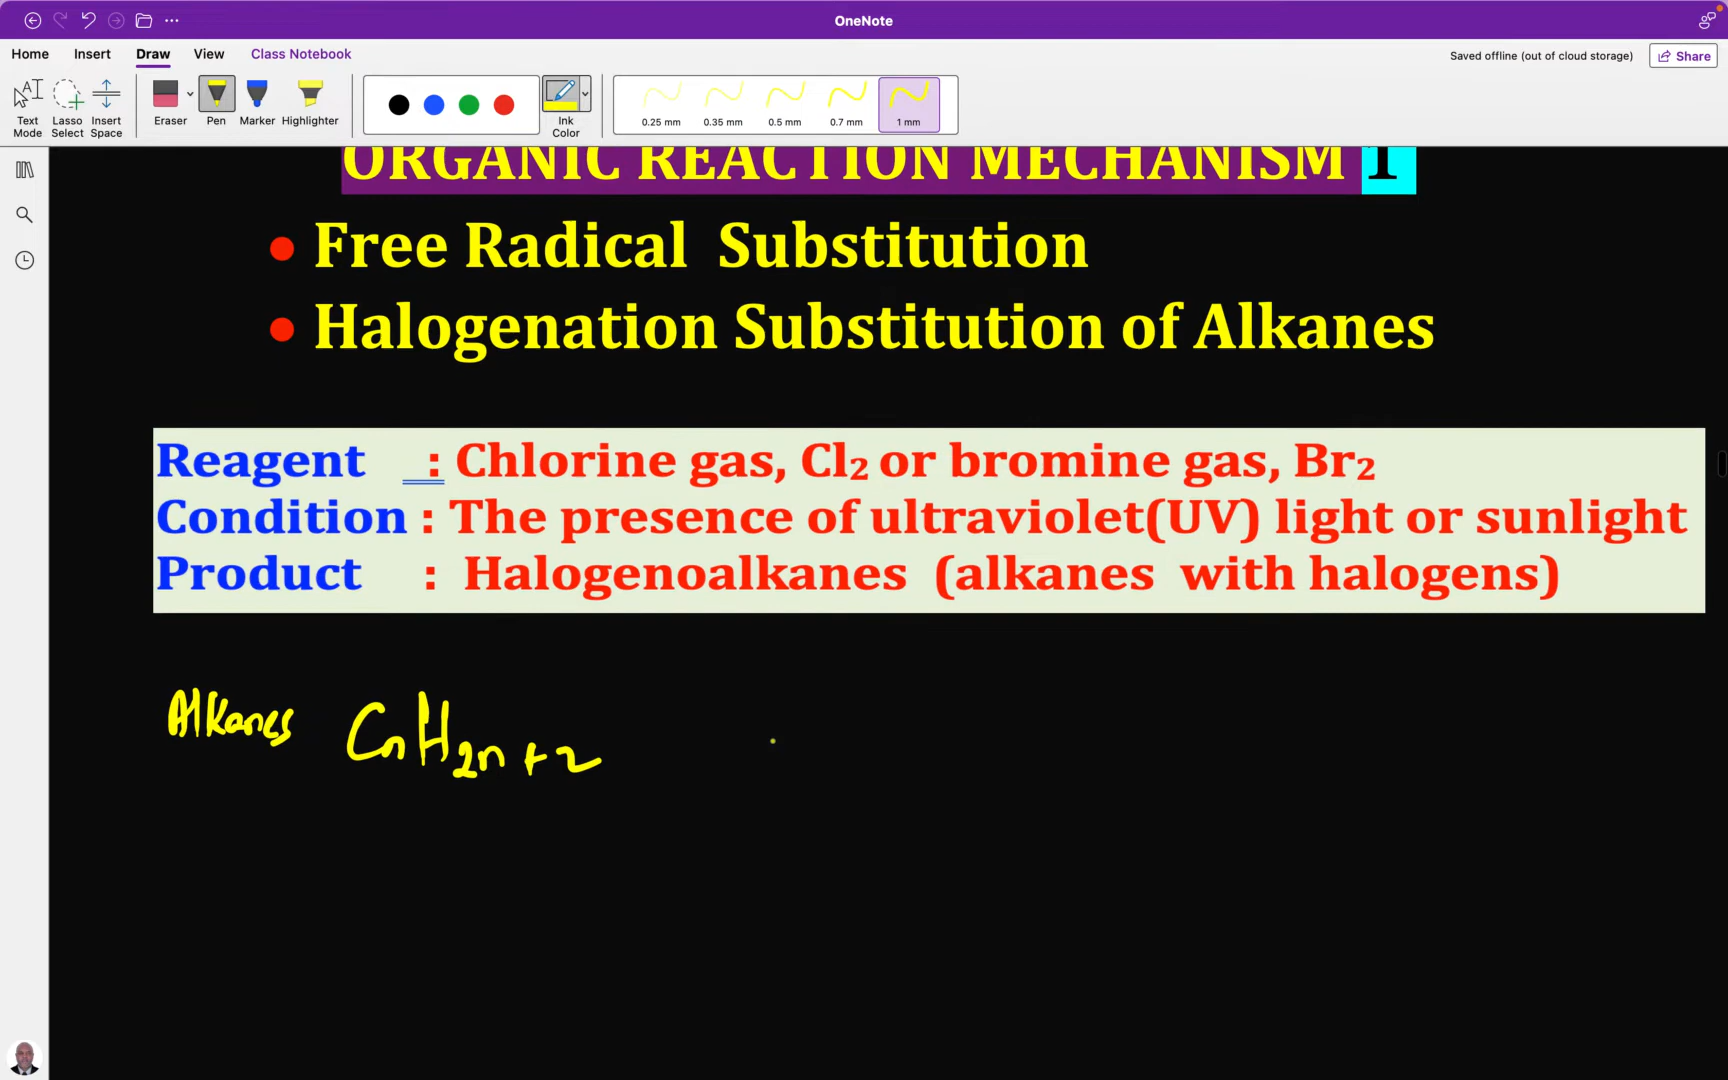 OneNote
Home Insert Draw View Class Notebook
Saved offline (out of cloud storage) Share
Text Mode
Lasso Select
Insert Space
Eraser
Pen
Marker
Highlighter
Ink Color
0.25 mm 0.35 mm 0.5 mm 0.7 mm 1 mm
ORGANIC REACTION MECHANISM 1
• Free Radical Substitution
• Halogenation Substitution of Alkanes
Reagent : Chlorine gas, Cl₂ or bromine gas, Br₂
Condition : The presence of ultraviolet(UV) light or sunlight
Product : Halogenoalkanes (alkanes with halogens)
Alkanes CnH2n+2